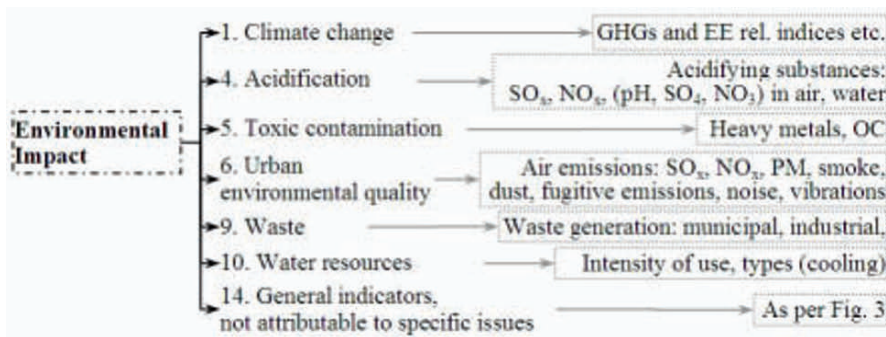 Environmental
Impact
1. Climate change
GHGs and EE rel. indices etc.
4. Acidification
Acidifying substances:
SOₓ, NOₓ, (pH, SO₄, NO₃) in air, water
5. Toxic contamination
Heavy metals, OC
6. Urban
environmental quality
Air emissions: SOₓ, NOₓ, PM, smoke,
dust, fugitive emissions, noise, vibrations
9. Waste
Waste generation: municipal, industrial,
10. Water resources
Intensity of use, types (cooling)
14. General indicators,
not attributable to specific issues
As per Fig. 3